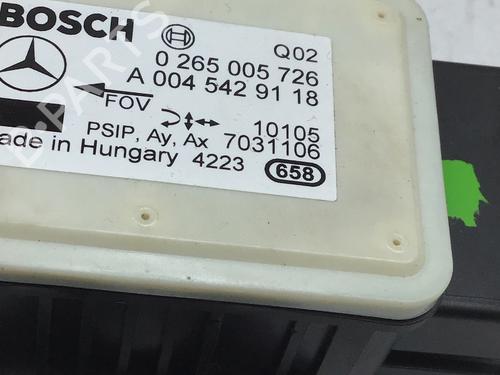 BOSCH
Q02
0 265 005 726
A 004 542 91 18
FOV
10105
PSIP, Ay, Ax 7031106
ade in Hungary 4223
658